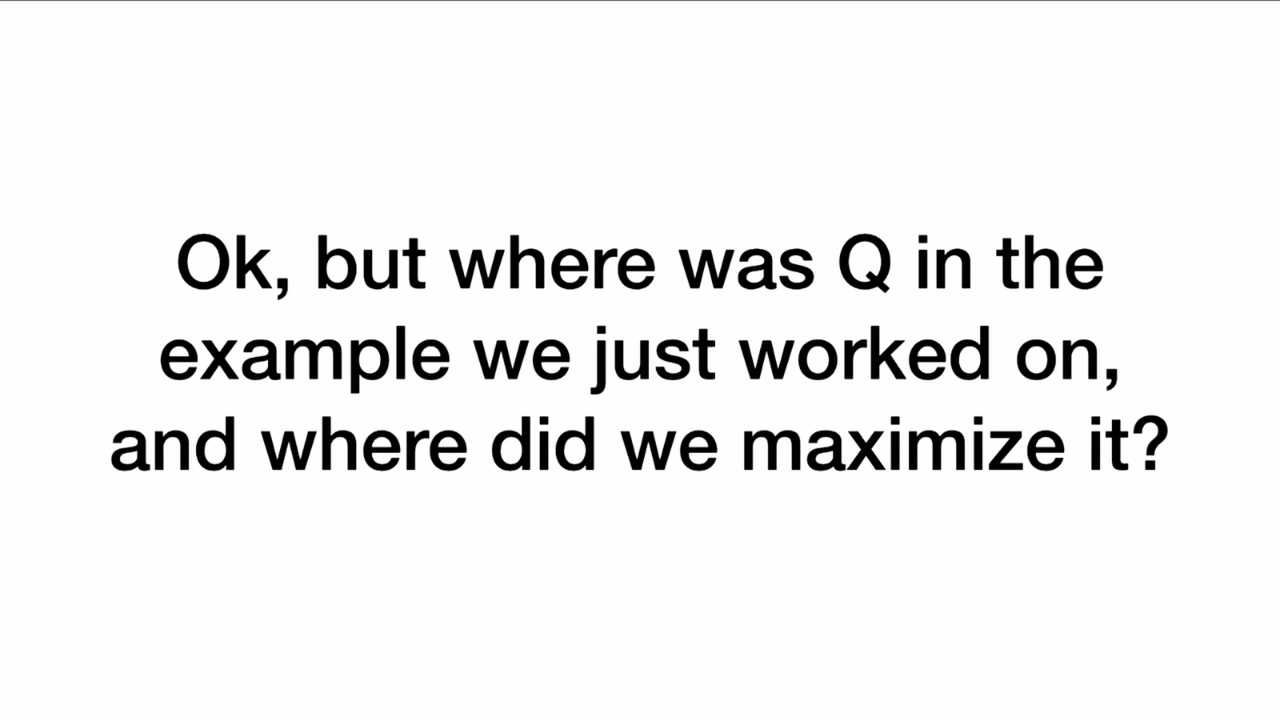 Ok, but where was Q in the
example we just worked on,
and where did we maximize it?